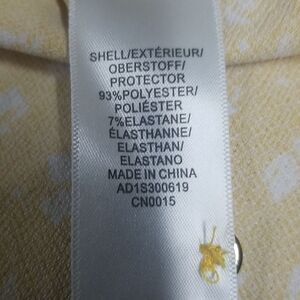 SHELL/EXTÉRIEUR/
OBERSTOFF/
PROTECTOR
93%POLYESTER/
POLIÉSTER
7%ELASTANE/
ÉLASTHANNE/
ELASTHAN/
ELASTANO
MADE IN CHINA
AD1S300619
CN0015